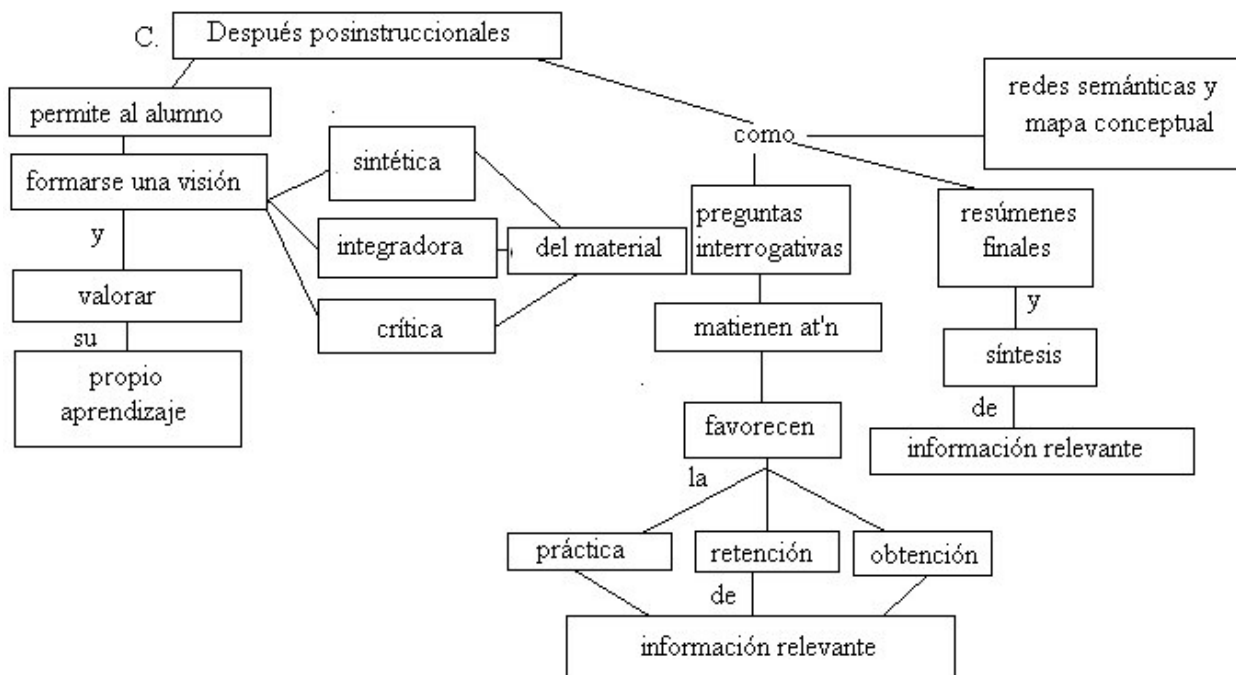 C. Después posinstruccionales
permite al alumno
formarse una visión
y
valorar
su
propio
aprendizaje
sintética
integradora
crítica
del material
como
redes semánticas y
mapa conceptual
preguntas
interrogativas
matienen at'n
favorecen
la
práctica
retención
obtención
de
información relevante
resúmenes
finales
y
síntesis
de
información relevante